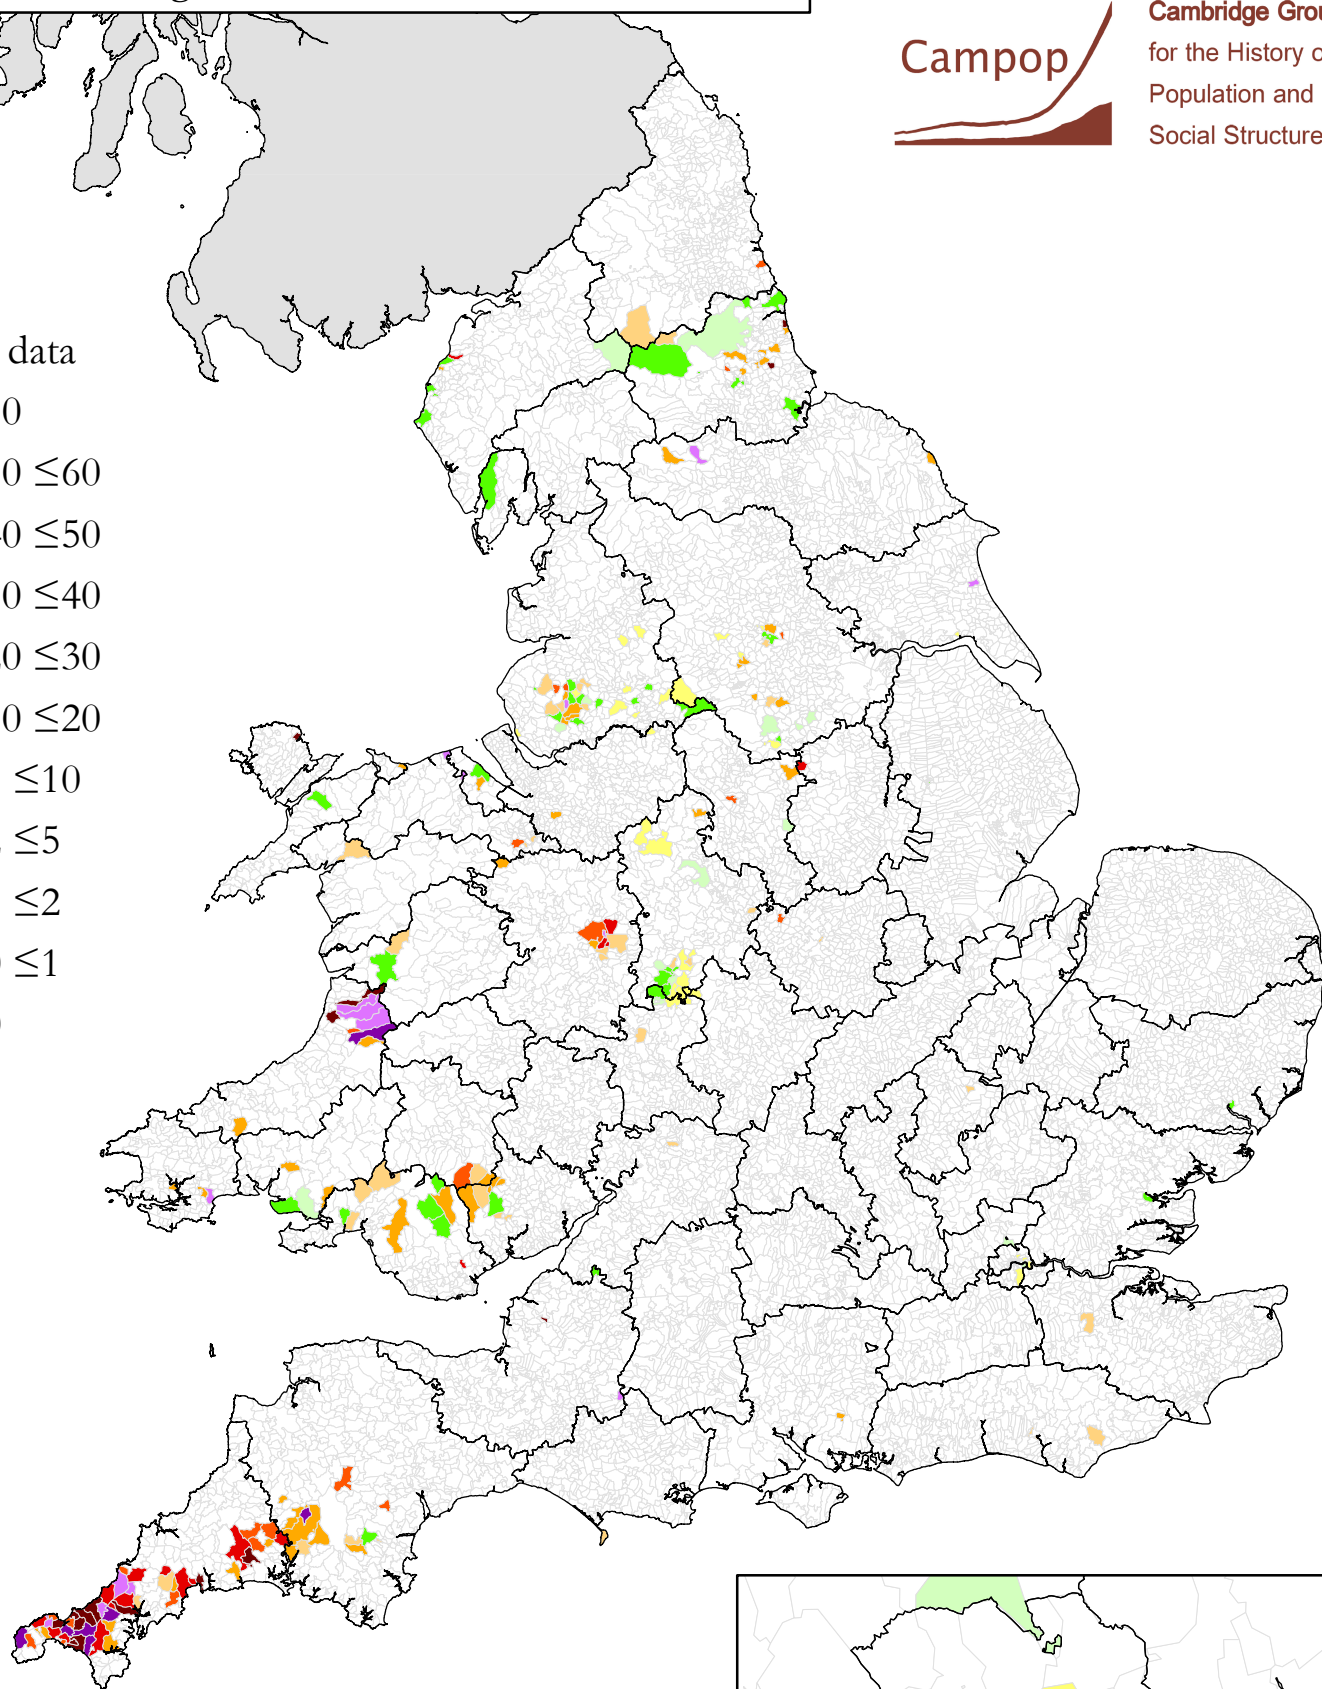 Cambridge Grou
for the History o
Campop
Population and
Social Structure
data
0
0 ≤60
0 ≤50
0 ≤40
0 ≤30
0 ≤20
≤10
≤5
≤2
≤1